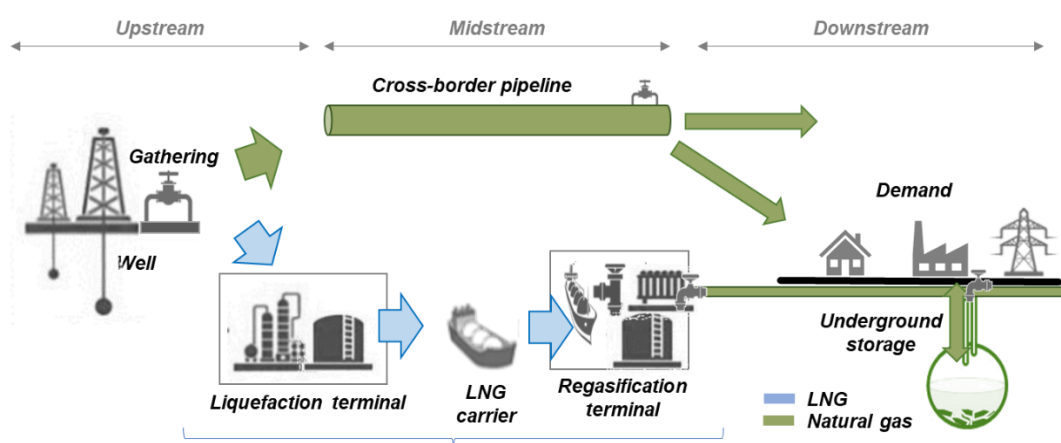 Upstream
Midstream
Downstream
Cross-border pipeline
Gathering
Well
Demand
Underground
storage
Liquefaction terminal
LNG
carrier
Regasification
terminal
LNG
Natural gas